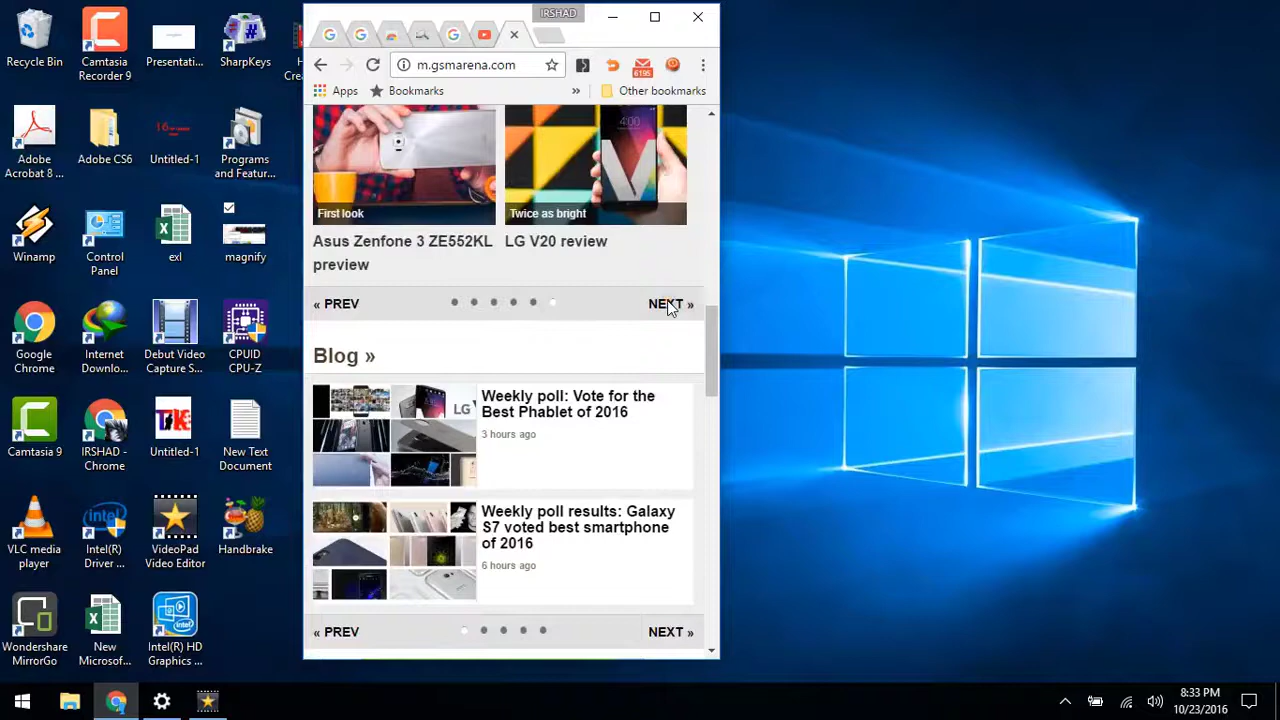 IRSHAD
m.gsmarena.com
6195
Apps
Bookmarks
»
Other bookmarks
First look
Asus Zenfone 3 ZE552KL
preview
4:00
Twice as bright
LG V20 review
« PREV
NEXT »
Blog »
LG
Weekly poll: Vote for the
Best Phablet of 2016
3 hours ago
Weekly poll results: Galaxy
S7 voted best smartphone
of 2016
6 hours ago
« PREV
NEXT »
Recycle Bin
Camtasia
Recorder 9
Presentati...
SharpKeys
Adobe
Acrobat 8 ...
Adobe CS6
Untitled-1
Programs
and Featur...
Winamp
Control
Panel
exl
magnify
Google
Chrome
Internet
Downlo...
Debut Video
Capture S...
CPUID
CPU-Z
Camtasia 9
IRSHAD -
Chrome
Untitled-1
New Text
Document
VLC media
player
Intel(R)
Driver ...
VideoPad
Video Editor
Handbrake
Wondershare
MirrorGo
New
Microsof...
Intel(R) HD
Graphics ...
8:33 PM
10/23/2016